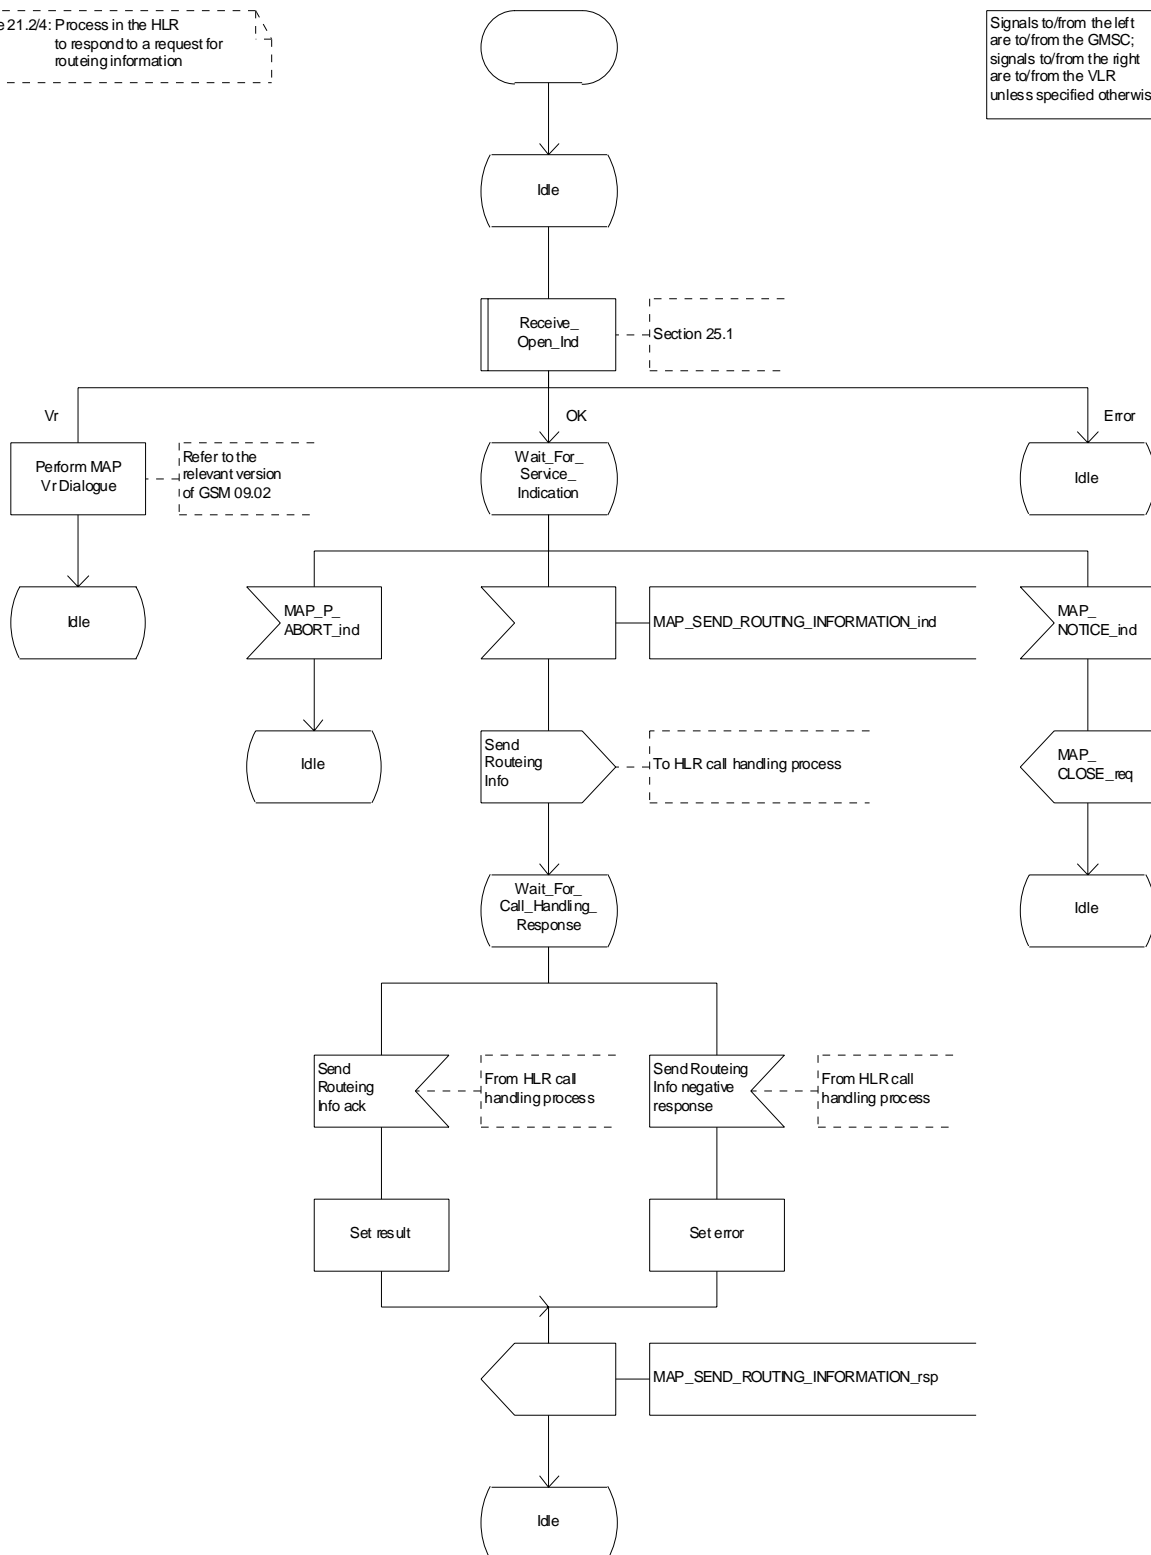 e 21.2/4: Process in the HLR
to respond to a request for
routeing information
Signals to/from the left
are to/from the GMSC;
signals to/from the right
are to/from the VLR
unless specified otherwis
Idle
Receive_
Open_Ind
Section 25.1
Vr
OK
Error
Perform MAP
Vr Dialogue
Refer to the
relevant version
of GSM 09.02
Wait_For_
Service_
Indication
Idle
Idle
MAP_P_
ABORT_ind
MAP_SEND_ROUTING_INFORMATION_ind
MAP_
NOTICE_ind
Idle
Send
Routeing
Info
To HLR call handling process
MAP_
CLOSE_req
Wait_For_
Call_Handling_
Response
Idle
Send
Routeing
Info ack
From HLR call
handling process
Send Routeing
Info negative
response
From HLR call
handling process
Set result
Set error
MAP_SEND_ROUTING_INFORMATION_rsp
Idle